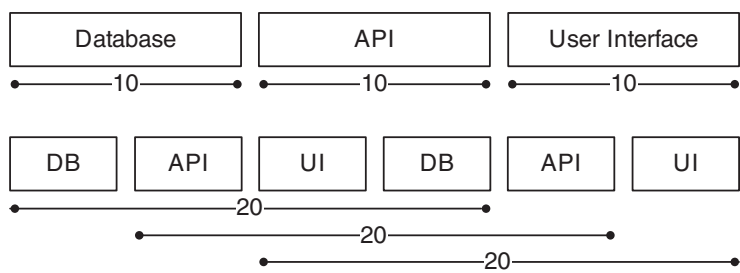 Database API User Interface
10 10 10
DB API UI DB API UI
20
20
20